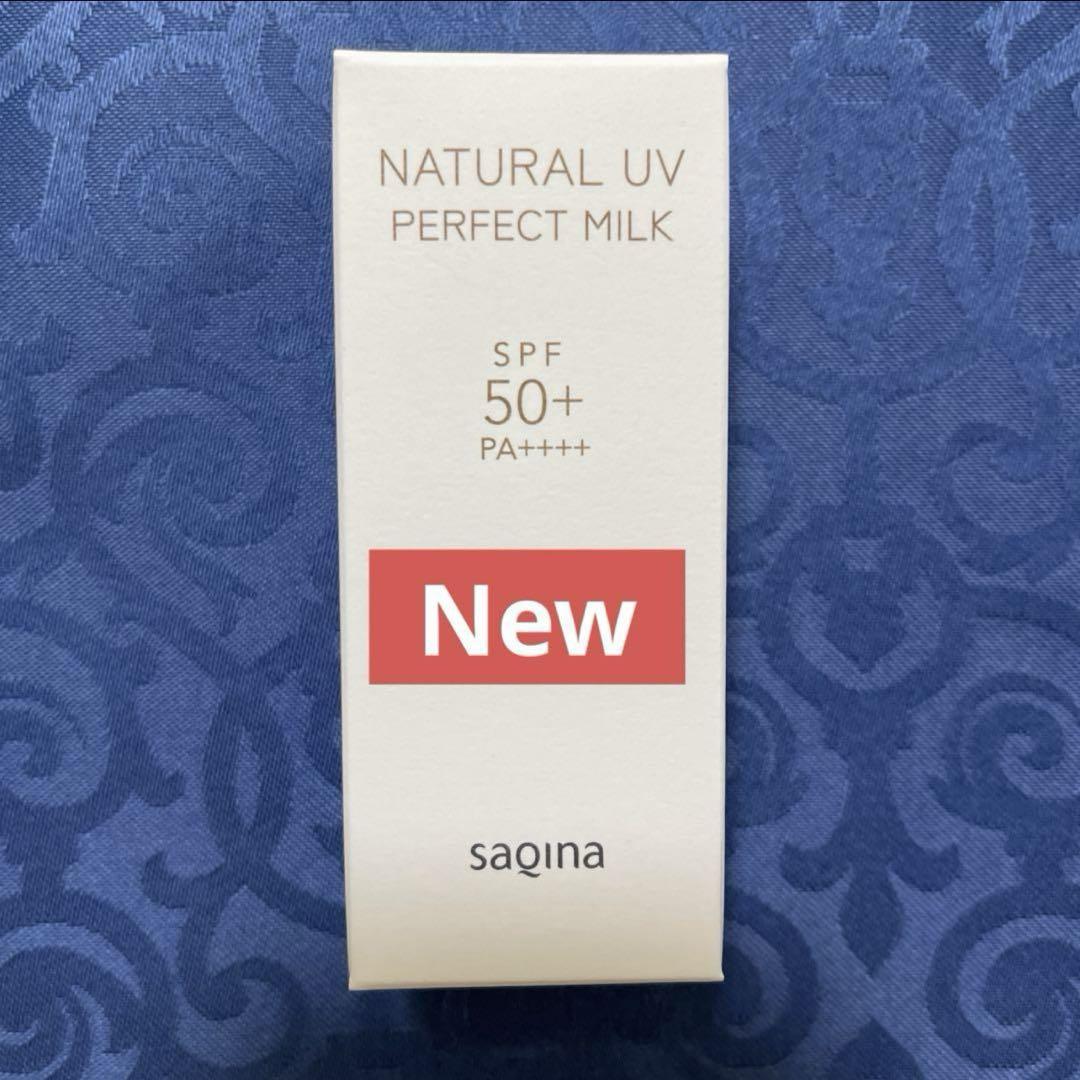 NATURAL UV
PERFECT MILK
SPF
50+
PA++++
New
saqina